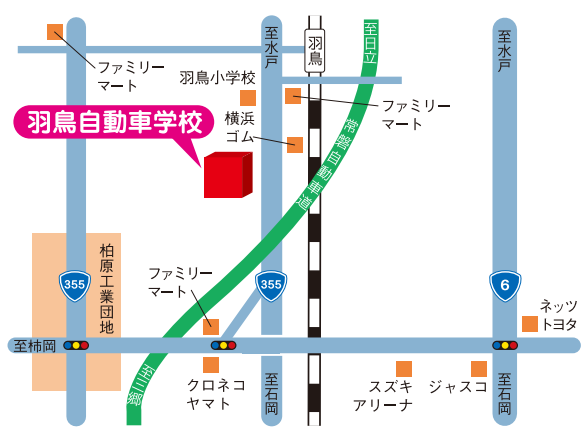 至水戸
至日立
至水戸
羽鳥
ファミリー
マート
羽鳥小学校
ファミリー
マート
横浜
ゴム
羽鳥自動車学校
常磐自動車道
柏原工業団地
ファミリー
マート
355
355
6
ネッツ
トヨタ
至柿岡
至三郷
クロネコ
ヤマト
至石岡
スズキ
アリーナ
ジャスコ
至石岡